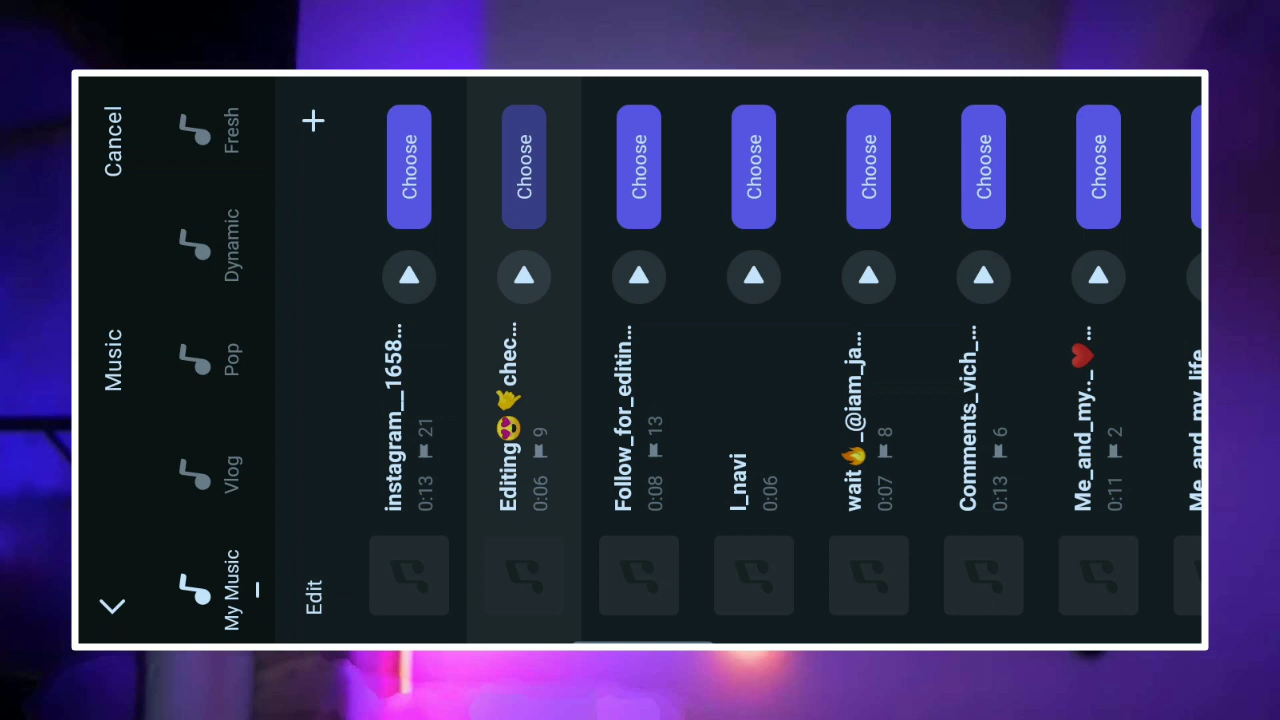 Music
Cancel
My Music
Vlog
Pop
Dynamic
Fresh
Edit
+
instagram__1658...
0:13 21
Choose
Editing😍🤙chec...
0:06 9
Choose
Follow_for_editin...
0:08 13
Choose
I_navi
0:06
Choose
wait🔥_@iam_ja...
0:07 8
Choose
Comments_vich_...
0:13 6
Choose
Me_and_my.._❤️...
0:11 2
Choose
Me_and_my_life